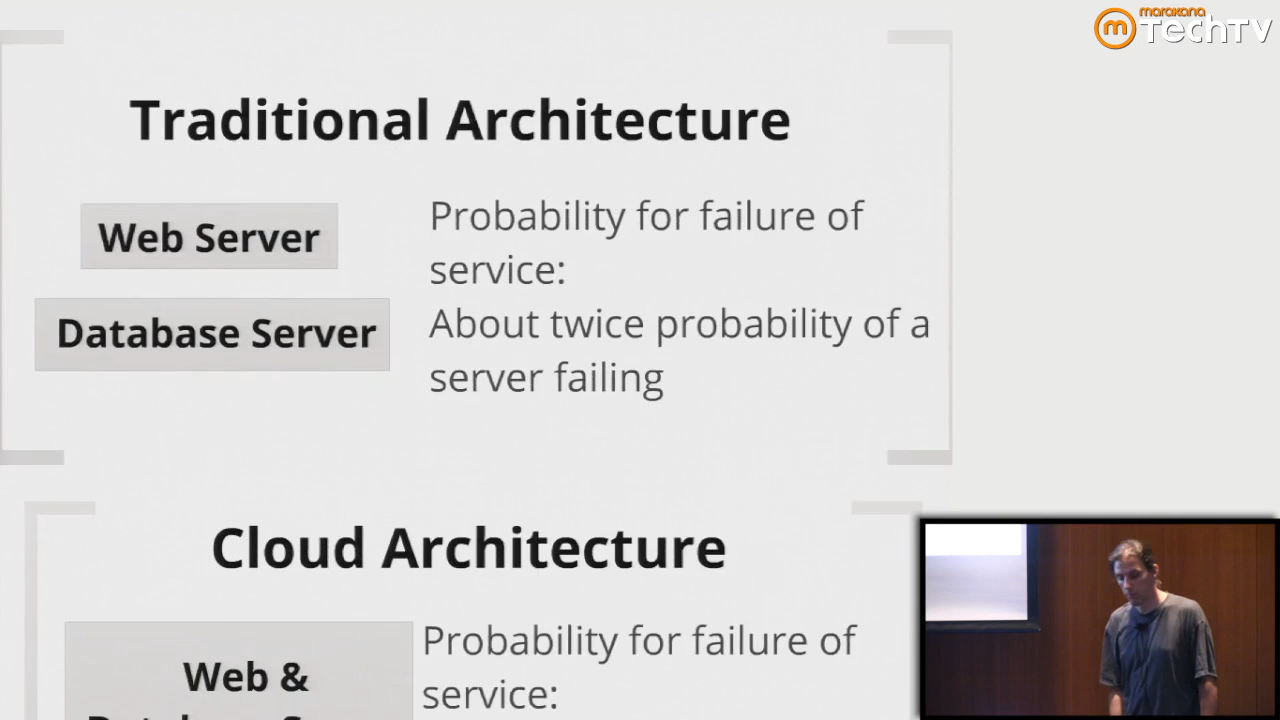 marakana
TechTV
Traditional Architecture
Web Server
Database Server
Probability for failure of
service:
About twice probability of a
server failing
Cloud Architecture
Web &
Probability for failure of
service: